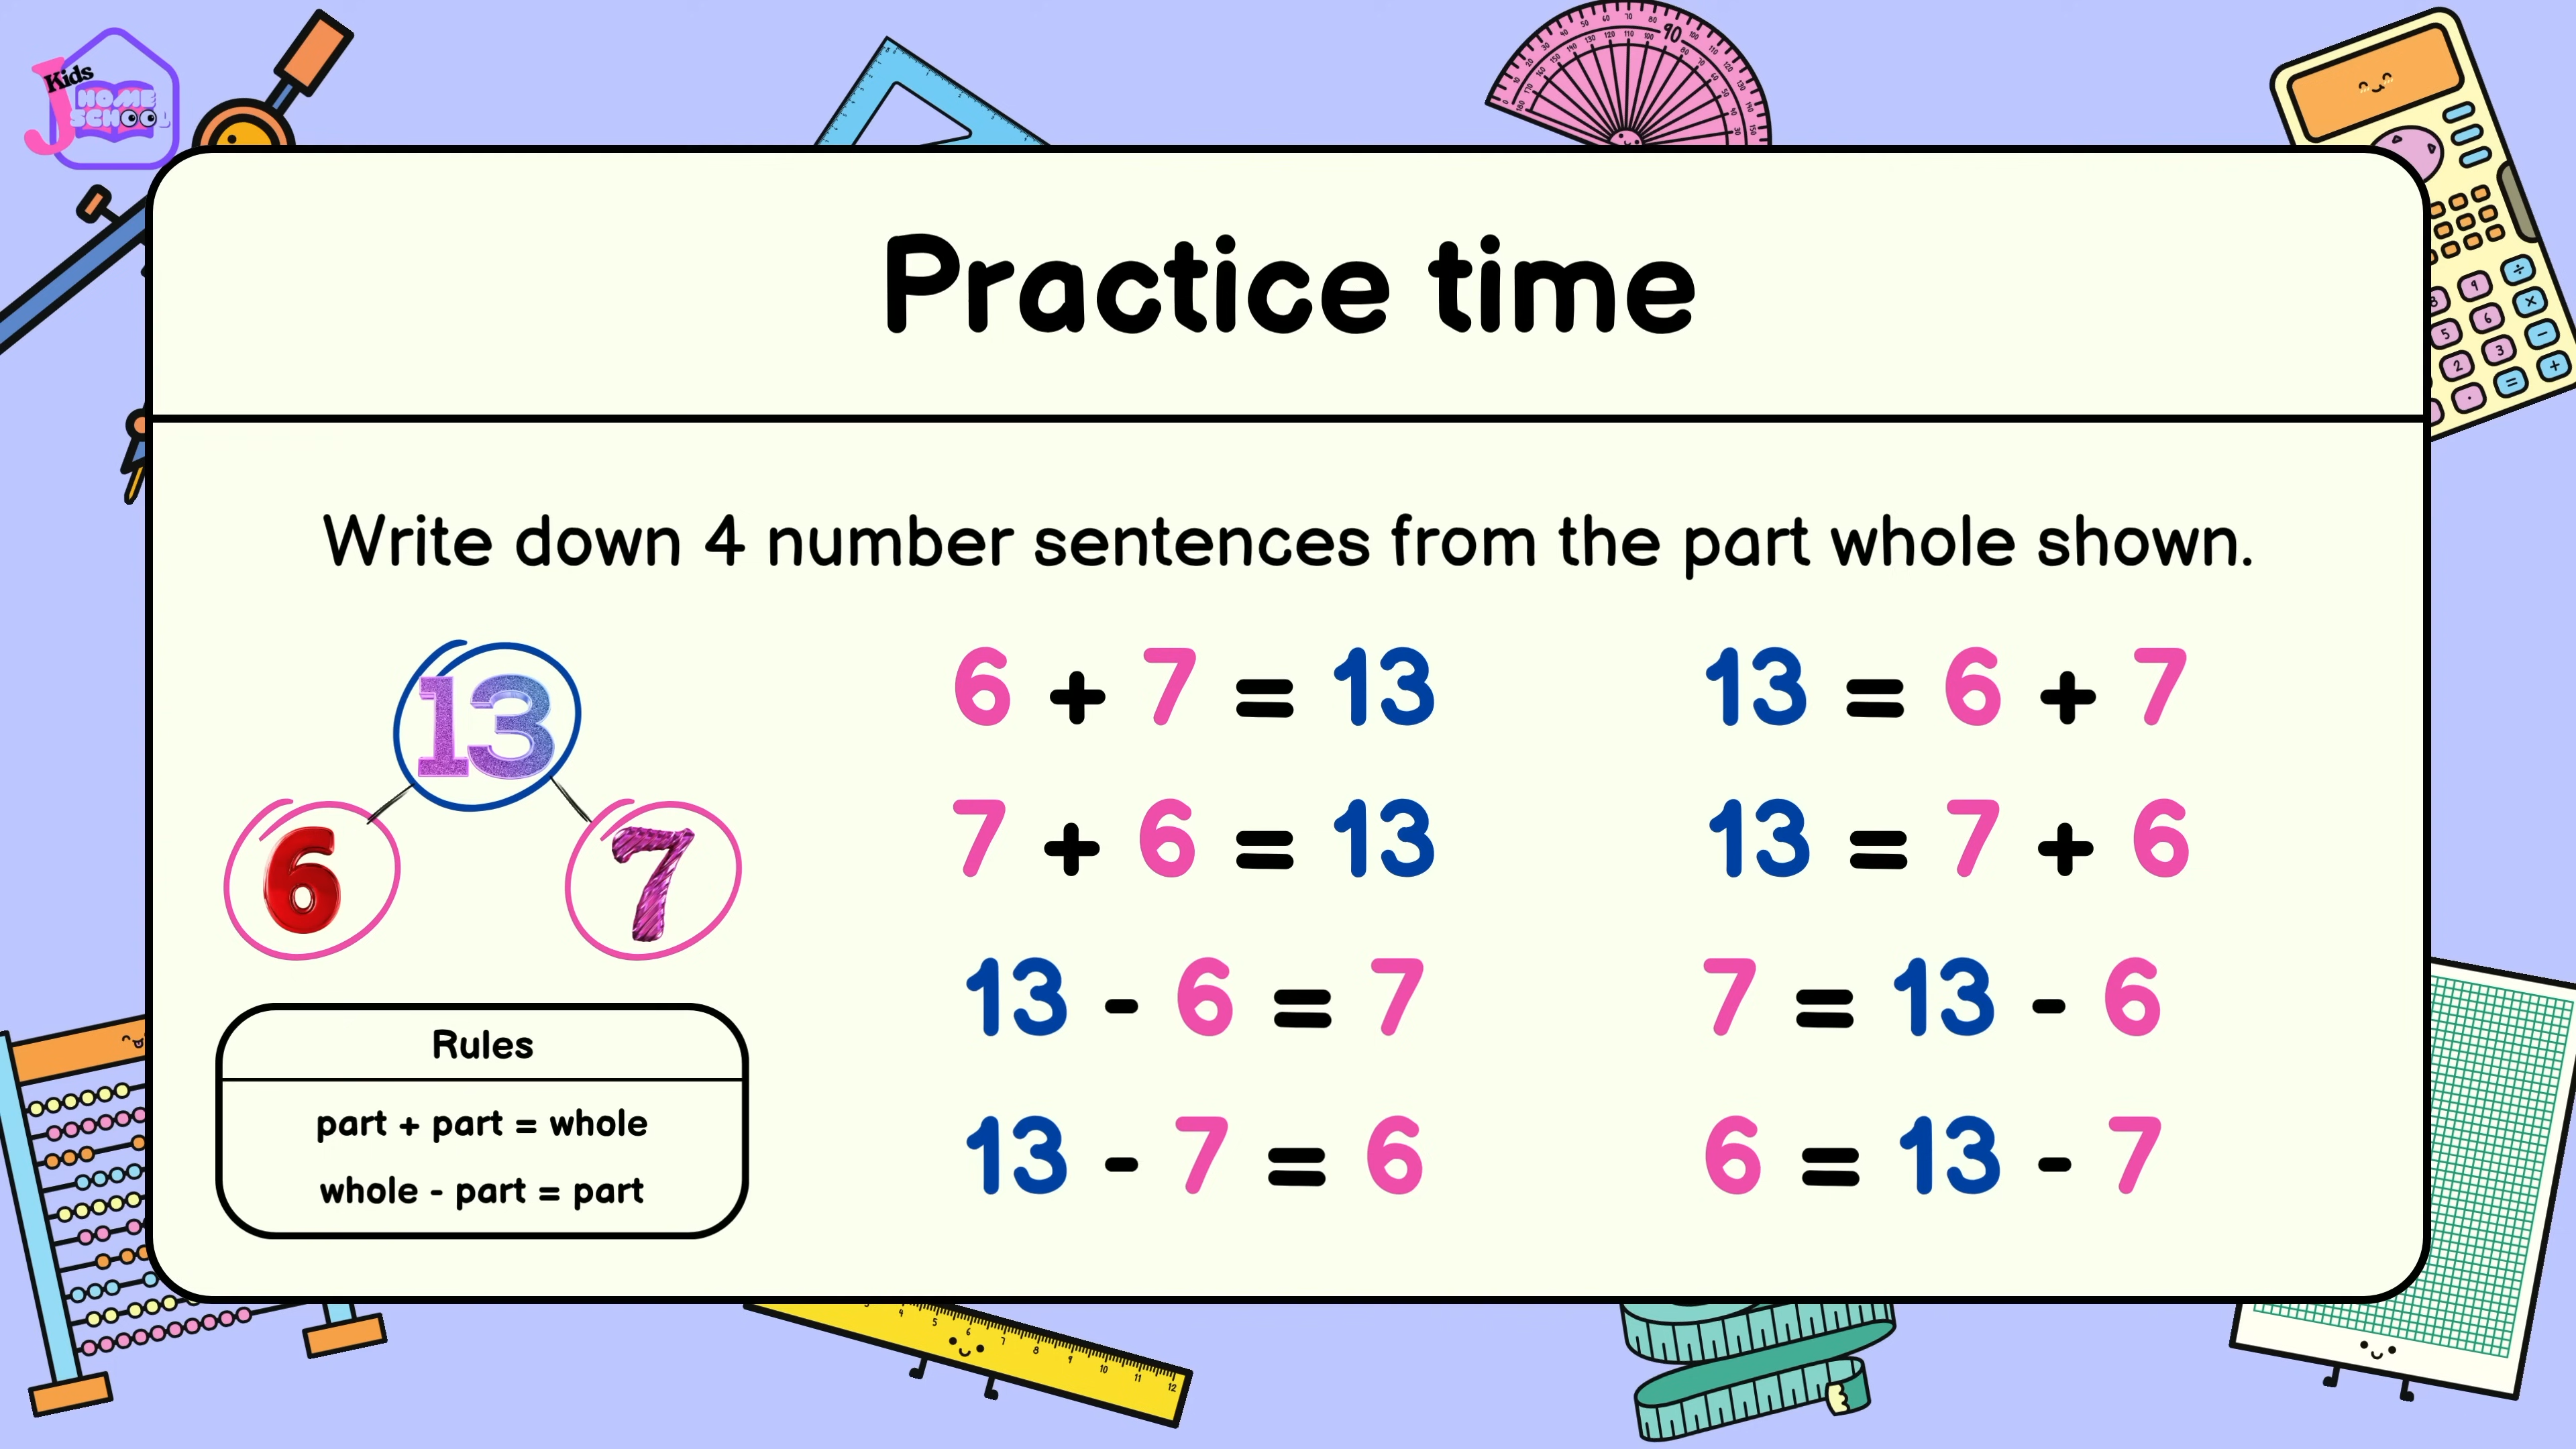 Kids
J HOME
SCHOOL
Practice time
Write down 4 number sentences from the part whole shown.
13
6 7
6 + 7 = 13
7 + 6 = 13
13 - 6 = 7
13 - 7 = 6
13 = 6 + 7
13 = 7 + 6
7 = 13 - 6
6 = 13 - 7
Rules
part + part = whole
whole - part = part